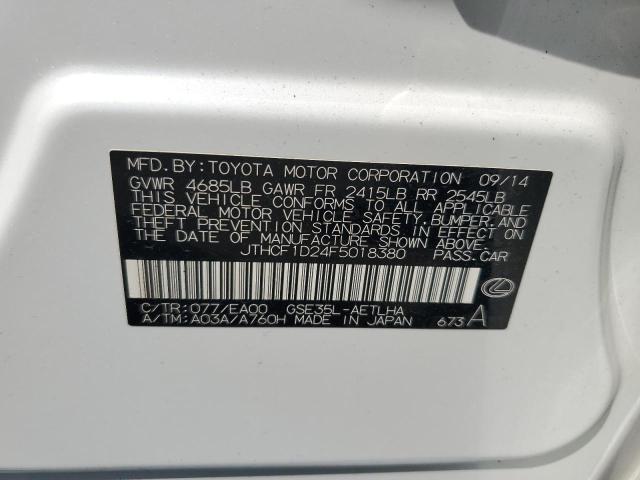 MFD. BY: TOYOTA MOTOR CORPORATION 09/14
GVWR 4685LB GAWR FR 2415LB RR 2545LB
THIS VEHICLE CONFORMS TO ALL APPLICABLE
FEDERAL MOTOR VEHICLE SAFETY, BUMPER, AND
THEFT PREVENTION STANDARDS IN EFFECT ON
THE DATE OF MANUFACTURE SHOWN ABOVE.
JTHCF1D24F5018380 PASS. CAR
C/TR: 077/EA00 GSE35L-AETLHA
A/TM: A03A/A760H MADE IN JAPAN 673 A